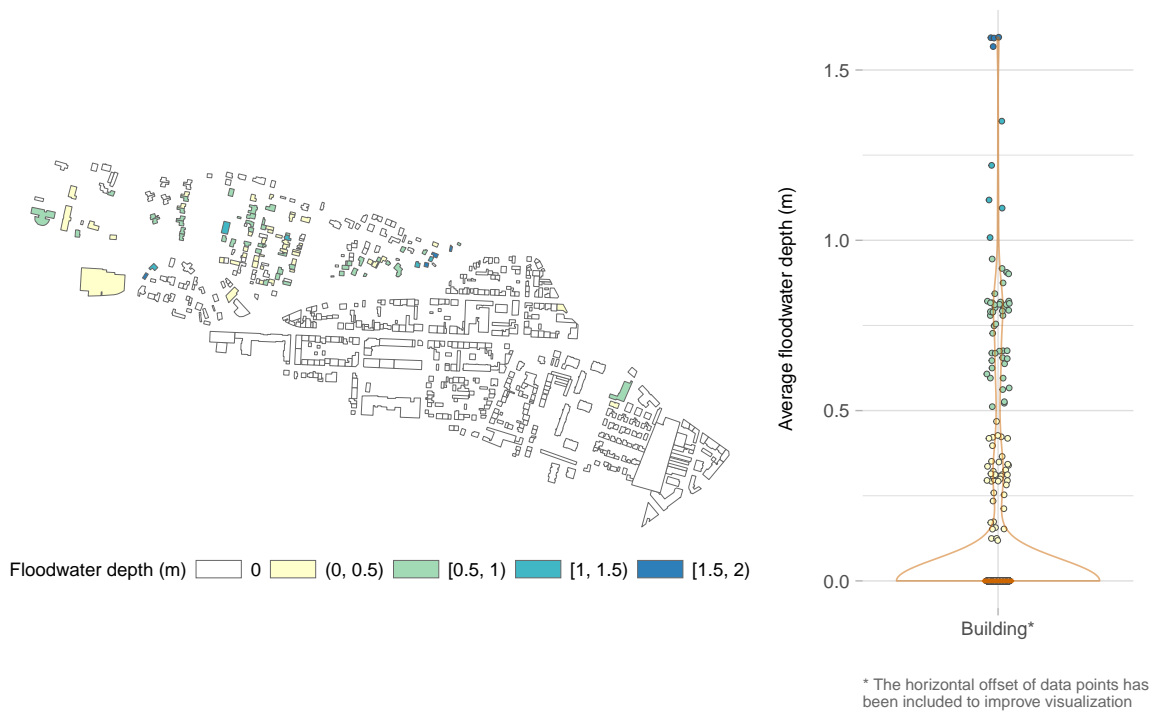 Floodwater depth (m) 0 (0, 0.5) [0.5, 1) [1, 1.5) [1.5, 2)
Average floodwater depth (m)
1.5
1.0
0.5
0.0
Building*
* The horizontal offset of data points has
been included to improve visualization